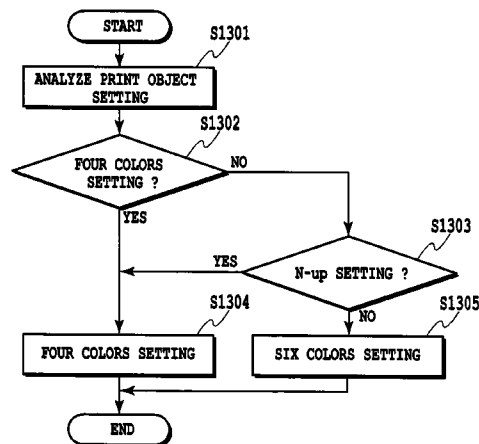 START
S1301
ANALYZE PRINT OBJECT
SETTING
S1302
FOUR COLORS
SETTING ?
NO
YES
S1303
YES
N-up SETTING ?
NO
S1304
S1305
FOUR COLORS SETTING
SIX COLORS SETTING
END